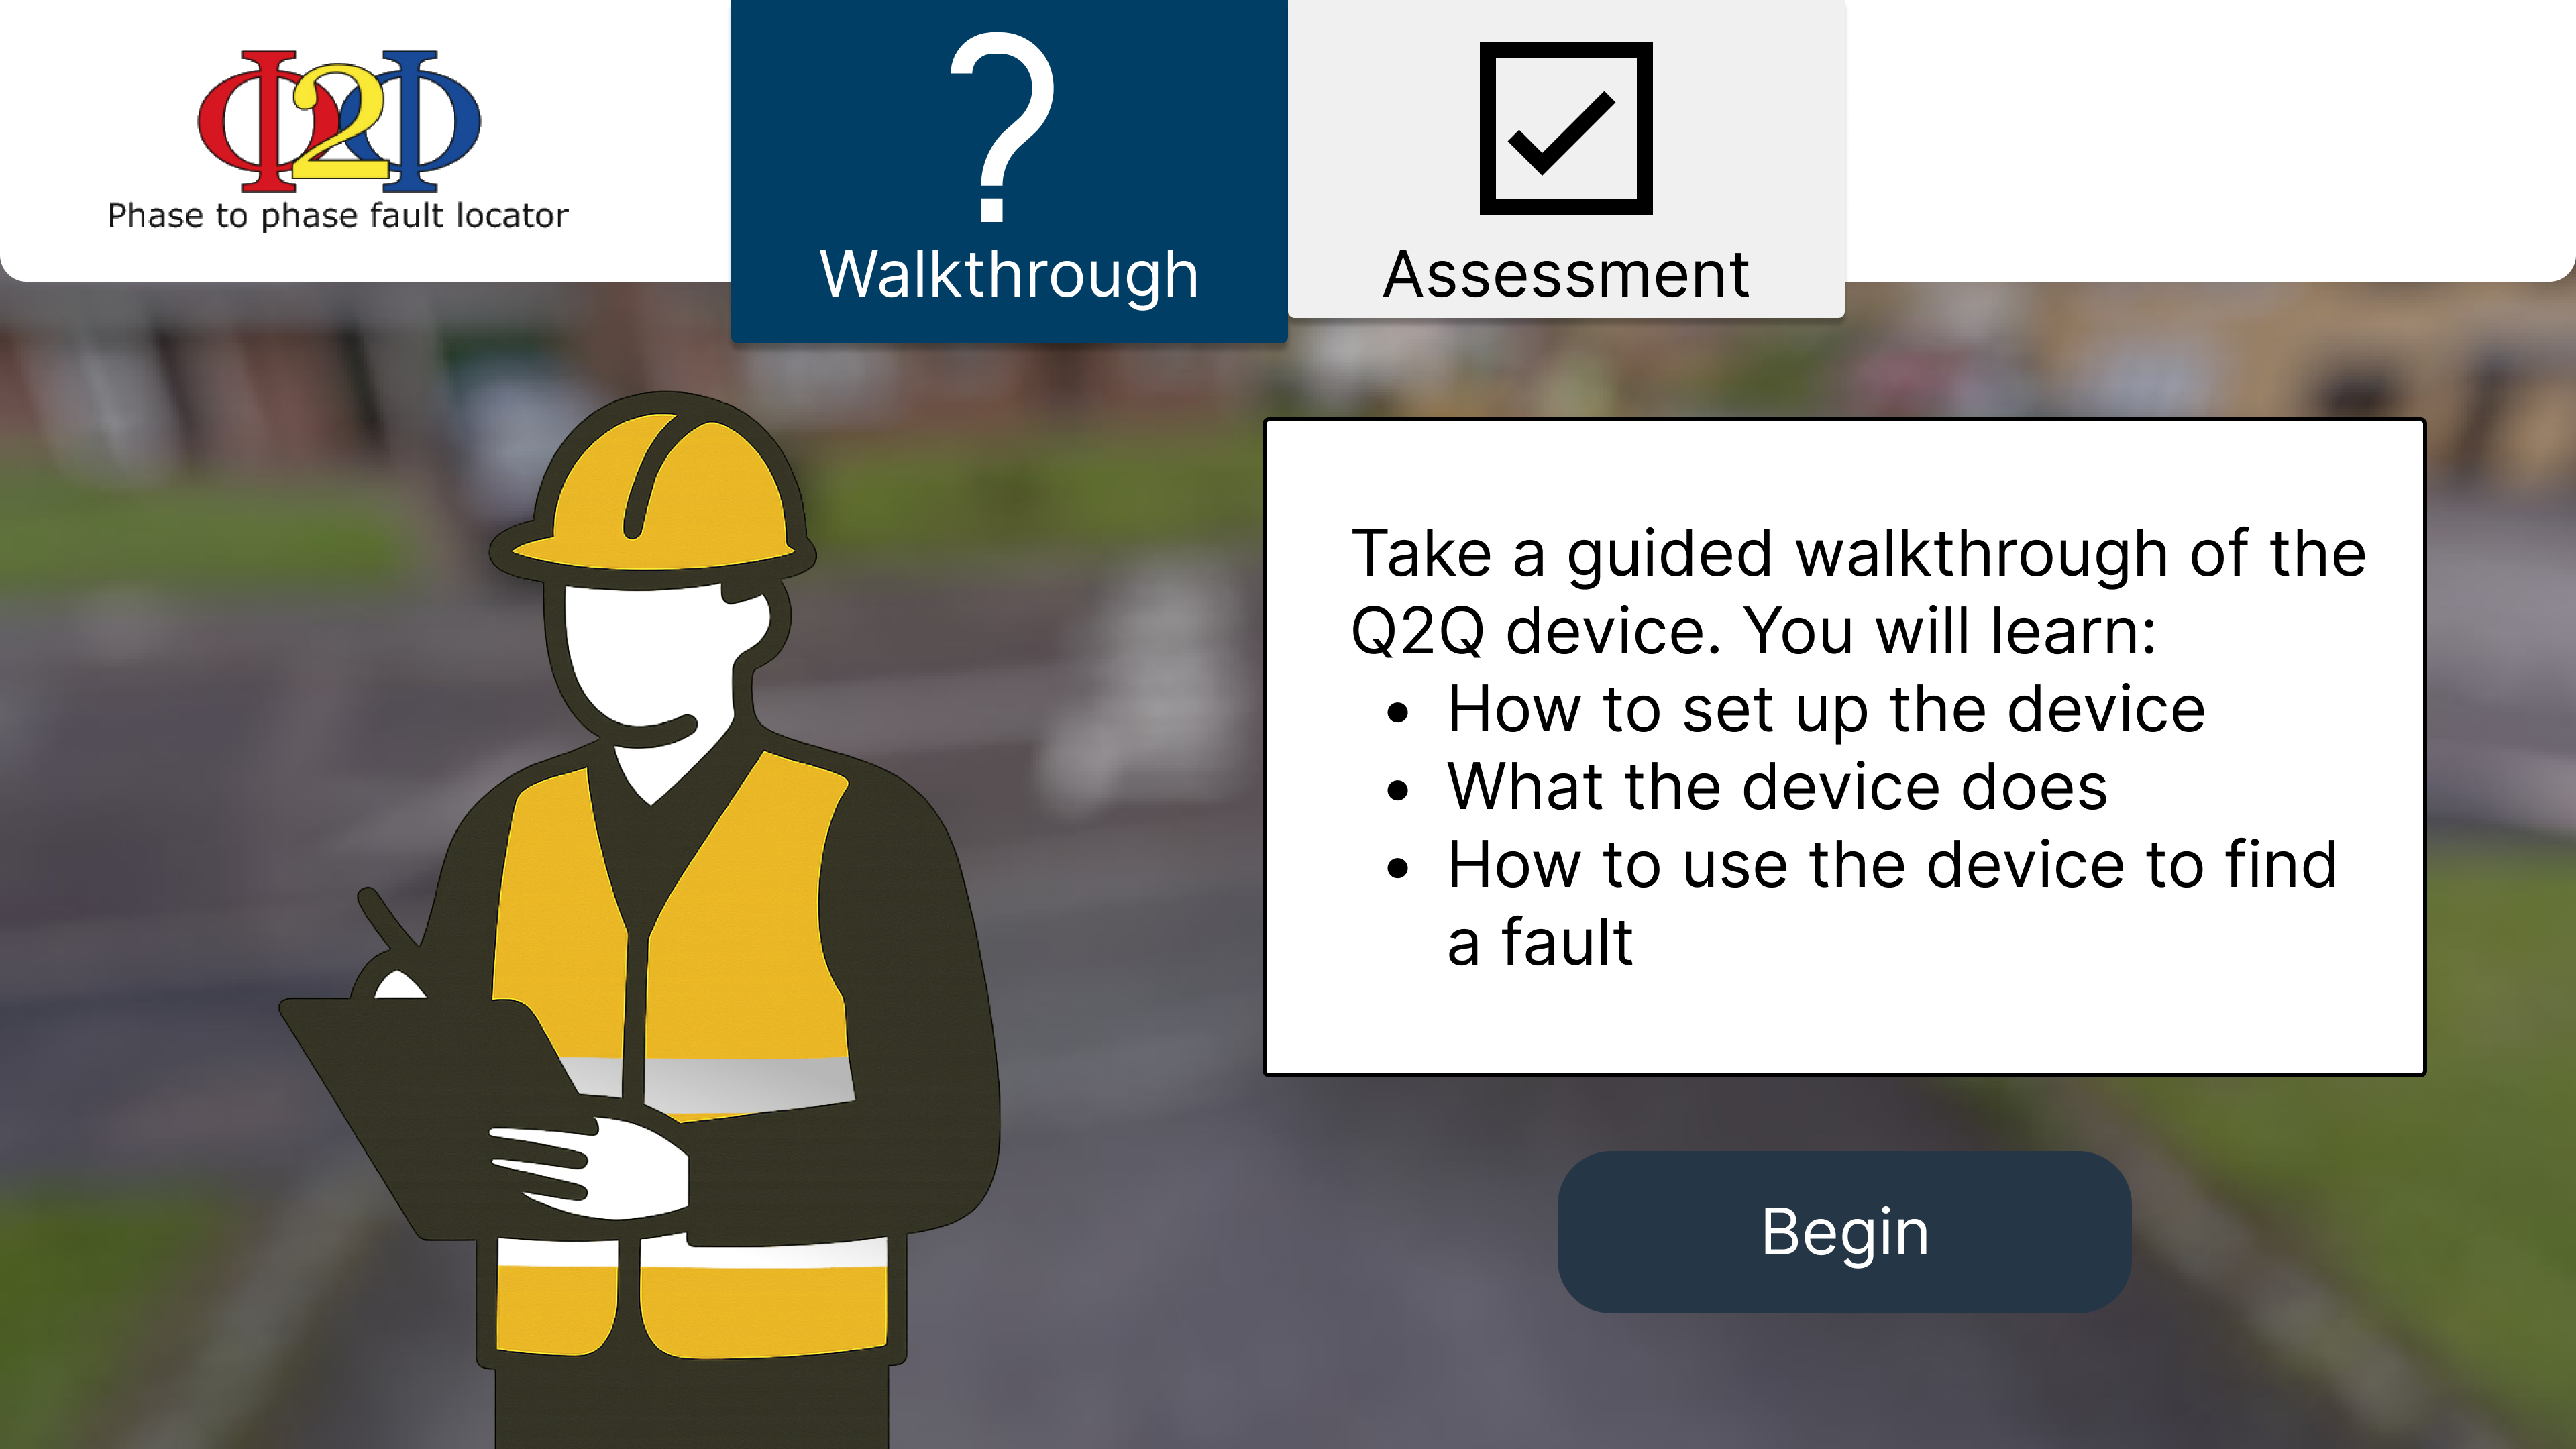 Φ2Φ
Phase to phase fault locator
Walkthrough
Assessment
Take a guided walkthrough of the
Q2Q device. You will learn:
• How to set up the device
• What the device does
• How to use the device to find
a fault
Begin